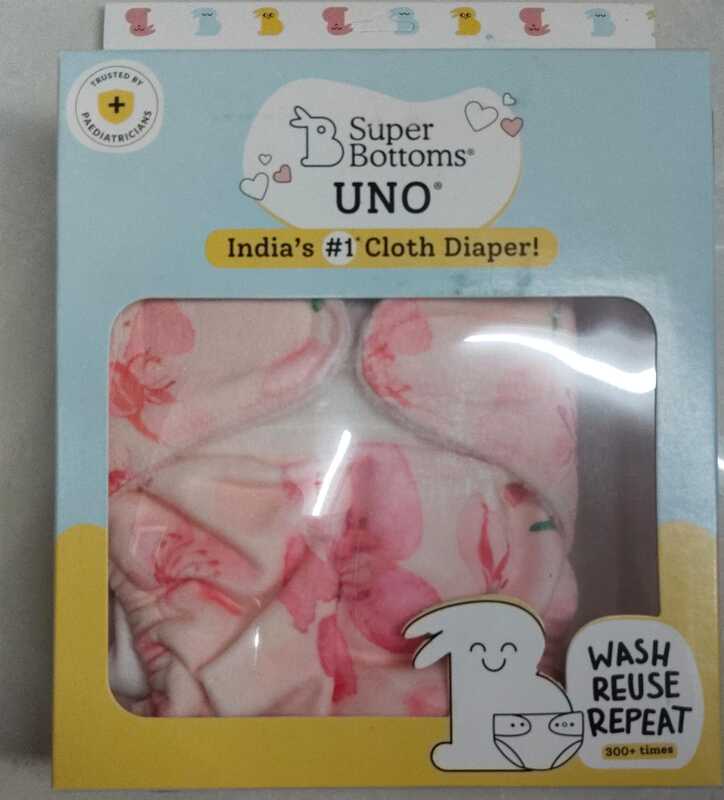 TRUSTED BY
PAEDIATRICIANS
Super
Bottoms®
UNO®
India's #1* Cloth Diaper!
WASH
REUSE
REPEAT
300+ times